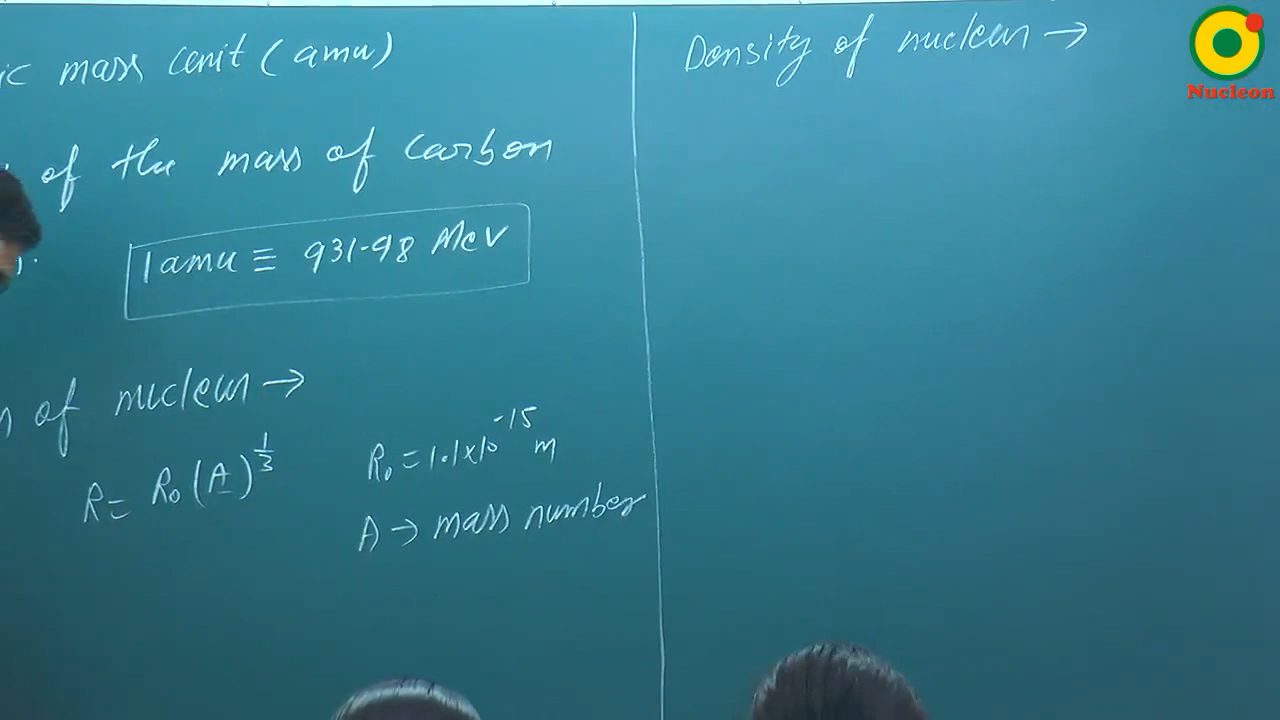 ic mass unit (amu)
of the mass of carbon
1 amu ≡ 931.98 MeV
of nucleus →
R = R₀ (A)^1/3
R₀ = 1.1×10^-15 m
A → mass number
Density of nucleus →
Nucleon